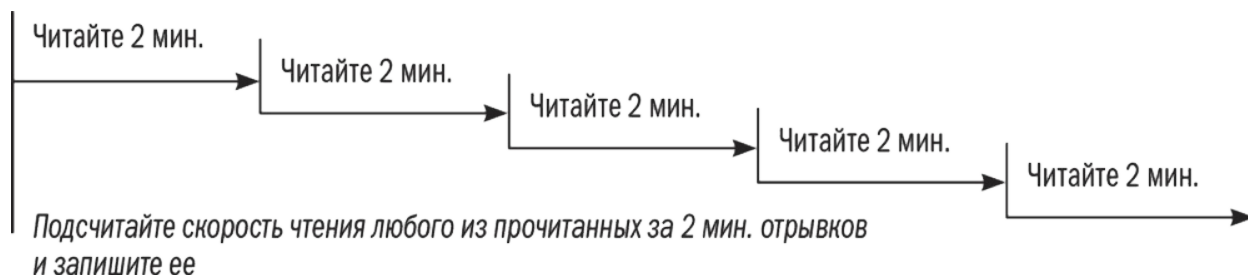 Читайте 2 мин.
Читайте 2 мин.
Читайте 2 мин.
Читайте 2 мин.
Читайте 2 мин.
Подсчитайте скорость чтения любого из прочитанных за 2 мин. отрывков
и запишите ее